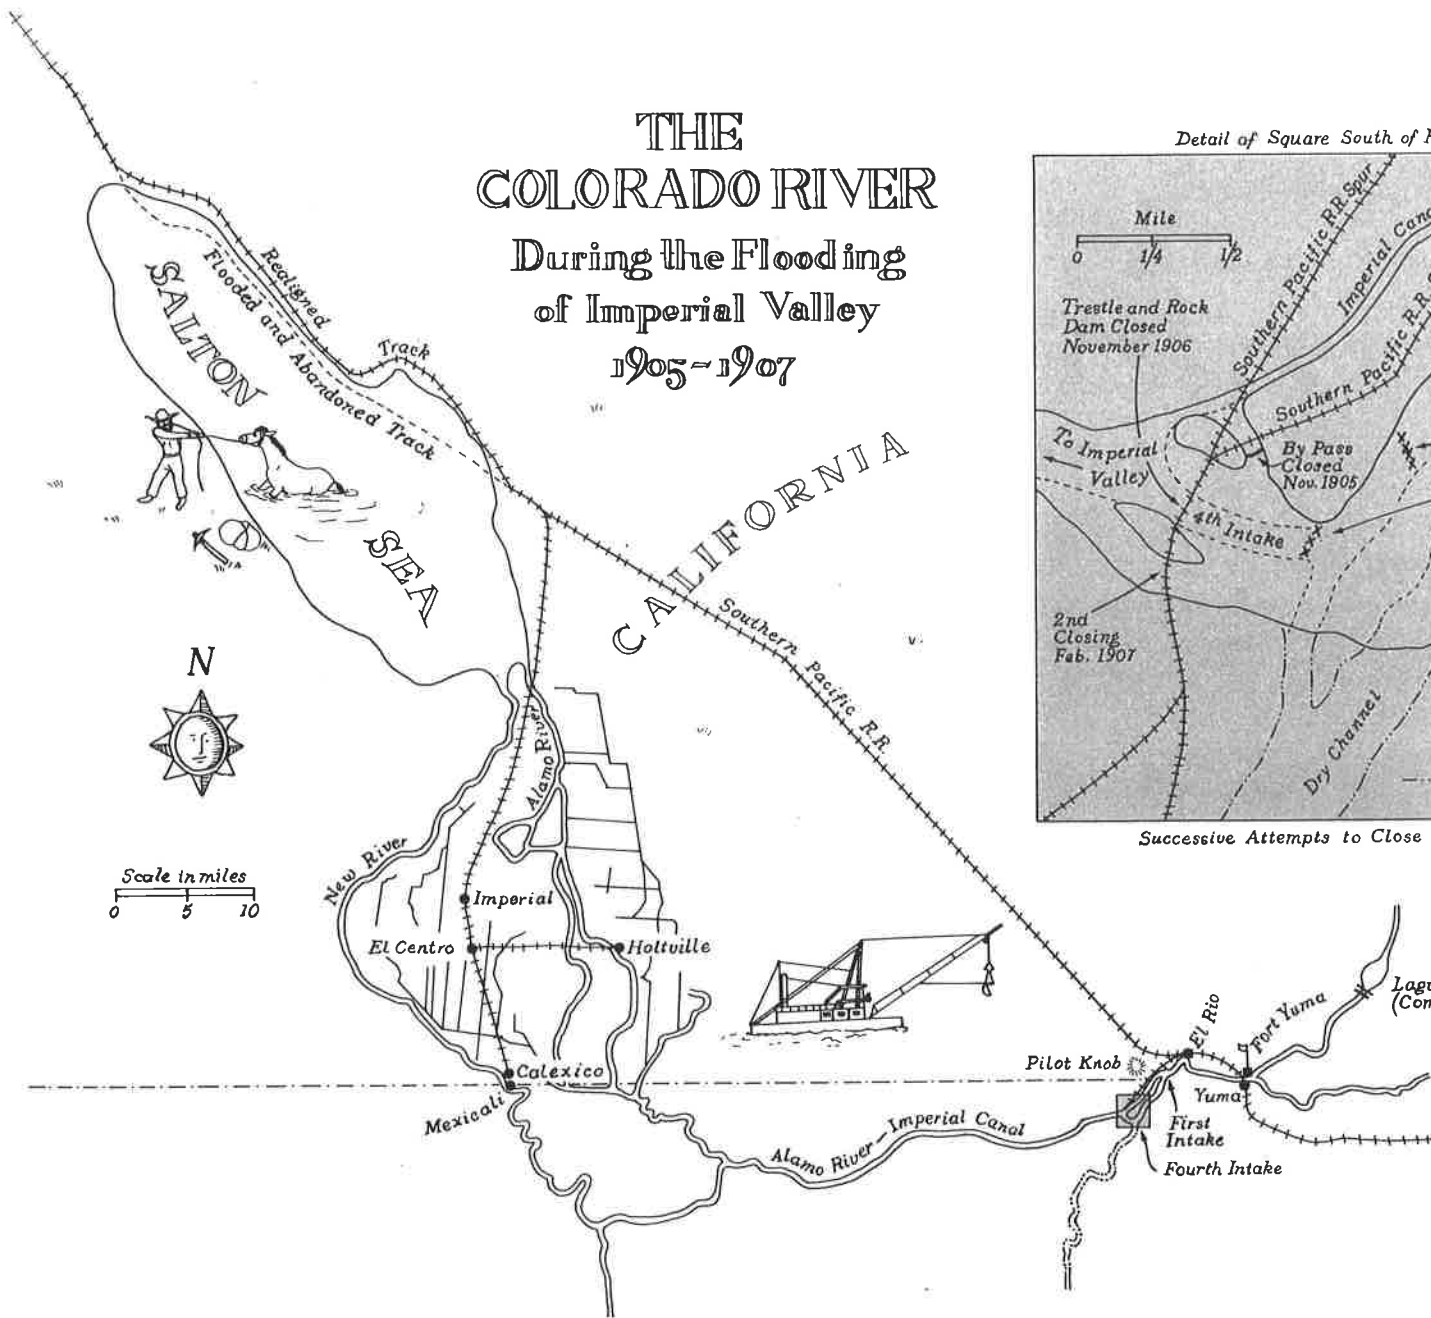 THE
COLORADO RIVER
During the Flooding
of Imperial Valley
1905~1907
Detail of Square South of
Mile
0 1/4 1/2
Southern Pacific R.R. Spur
Imperial
Southern Pacific R.R.
Trestle and Rock
Dam Closed
November 1906
To Imperial
Valley
By Pass
Closed
Nov. 1905
4th Intake
2nd
Closing
Feb. 1907
Dry Channel
Successive Attempts to Close
Realigned Track
Flooded and Abandoned Track
SALTON
SEA
CALIFORNIA
Southern Pacific R.R.
N
Scale in miles
0 5 10
New River
Alamo River
Imperial
El Centro
Holtville
Calexico
Mexicali
Alamo River - Imperial Canal
Pilot Knob
El Rio
Fort Yuma
Yuma
First
Intake
Fourth Intake